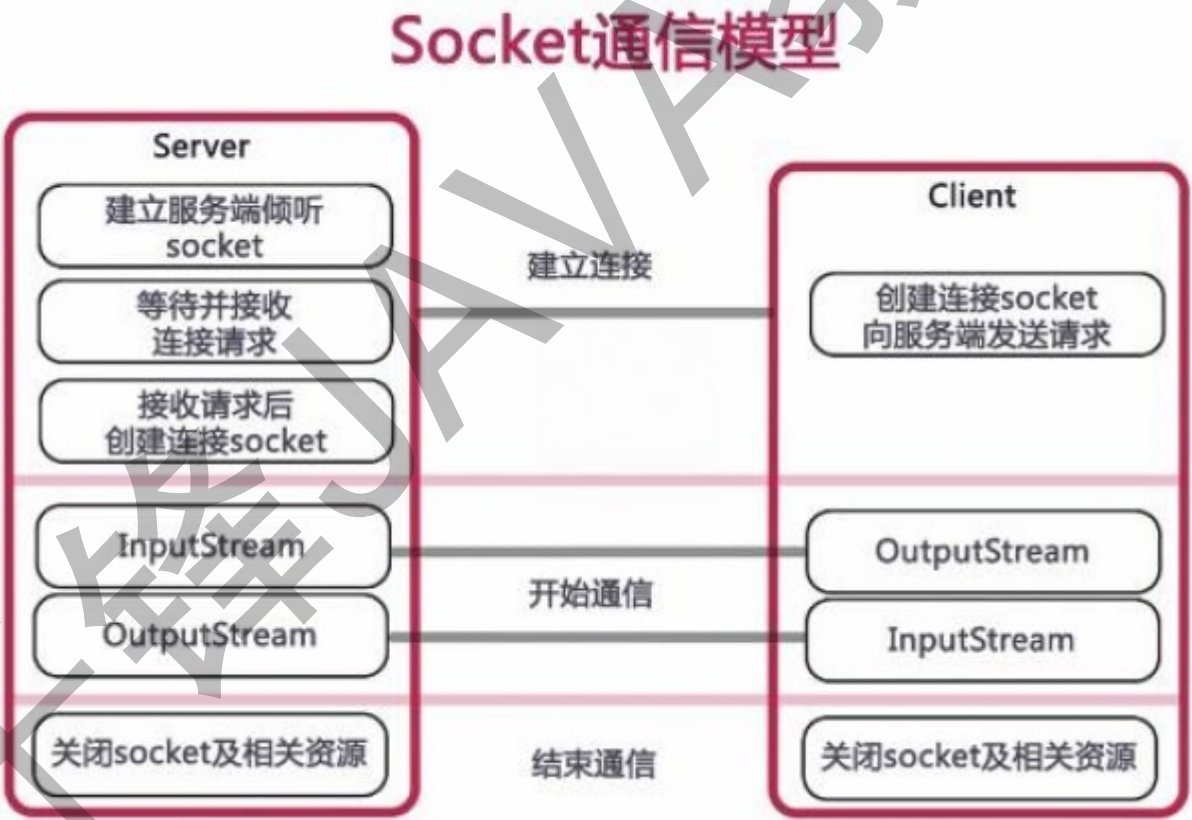 Socket通信模型
Server
建立服务端倾听
socket
等待并接收
连接请求
接收请求后
创建连接socket
建立连接
Client
创建连接socket
向服务端发送请求
InputStream
OutputStream
开始通信
OutputStream
InputStream
关闭socket及相关资源
结束通信
关闭socket及相关资源
锋JAVA